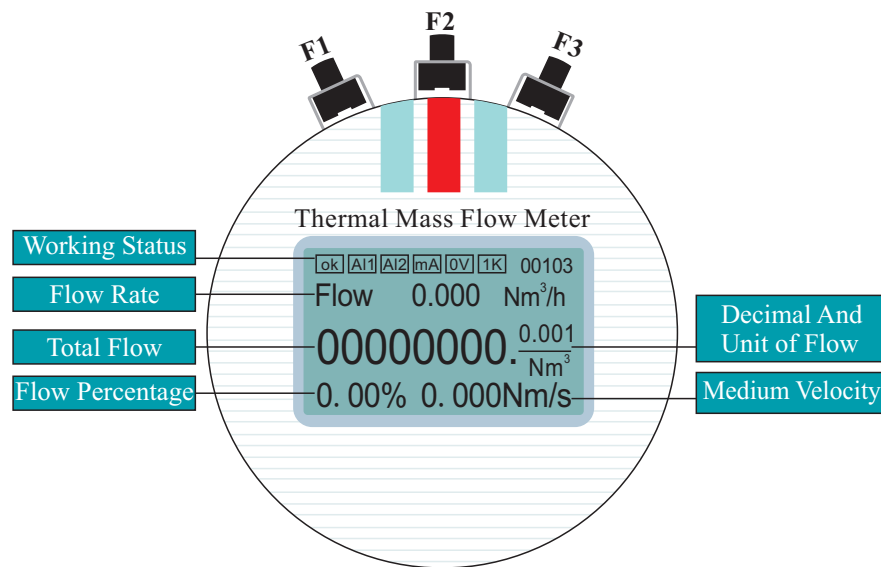 F1
F2
F3
Thermal Mass Flow Meter
Working Status
Flow Rate
Total Flow
Flow Percentage
ok AI1 AI2 mA 0V 1K 00103
Flow 0.000 Nm³/h
00000000. 0.001
Nm³
0.00% 0.000Nm/s
Decimal And
Unit of Flow
Medium Velocity